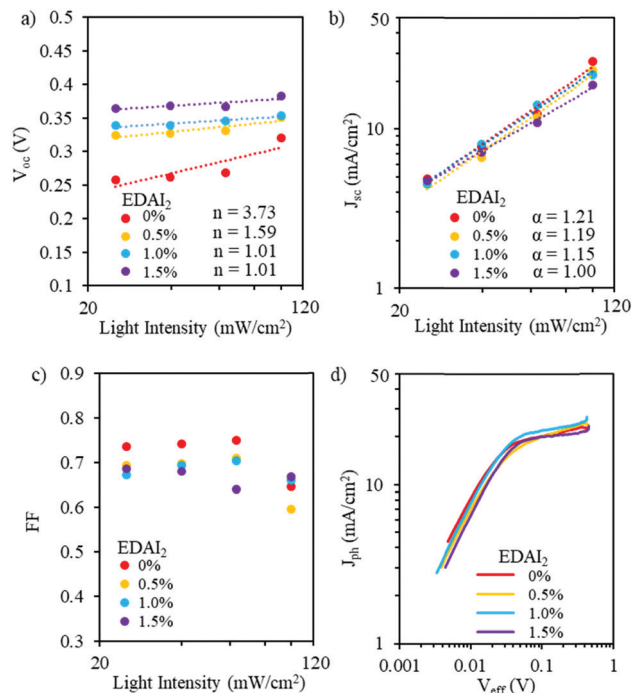 a)
0.5
0.45
0.4
0.35
0.3
0.25
0.2
0.15
0.1
V_oc (V)
EDAI₂
0% n = 3.73
0.5% n = 1.59
1.0% n = 1.01
1.5% n = 1.01
20 120
Light Intensity (mW/cm²)
b)
50
10
1
J_sc (mA/cm²)
EDAI₂
0% α = 1.21
0.5% α = 1.19
1.0% α = 1.15
1.5% α = 1.00
20 120
Light Intensity (mW/cm²)
c)
0.9
0.8
0.7
0.6
0.5
0.4
0.3
FF
EDAI₂
0%
0.5%
1.0%
1.5%
20 120
Light Intensity (mW/cm²)
d)
50
10
1
J_ph (mA/cm²)
EDAI₂
0%
0.5%
1.0%
1.5%
0.001 0.01 0.1 1
V_eff (V)